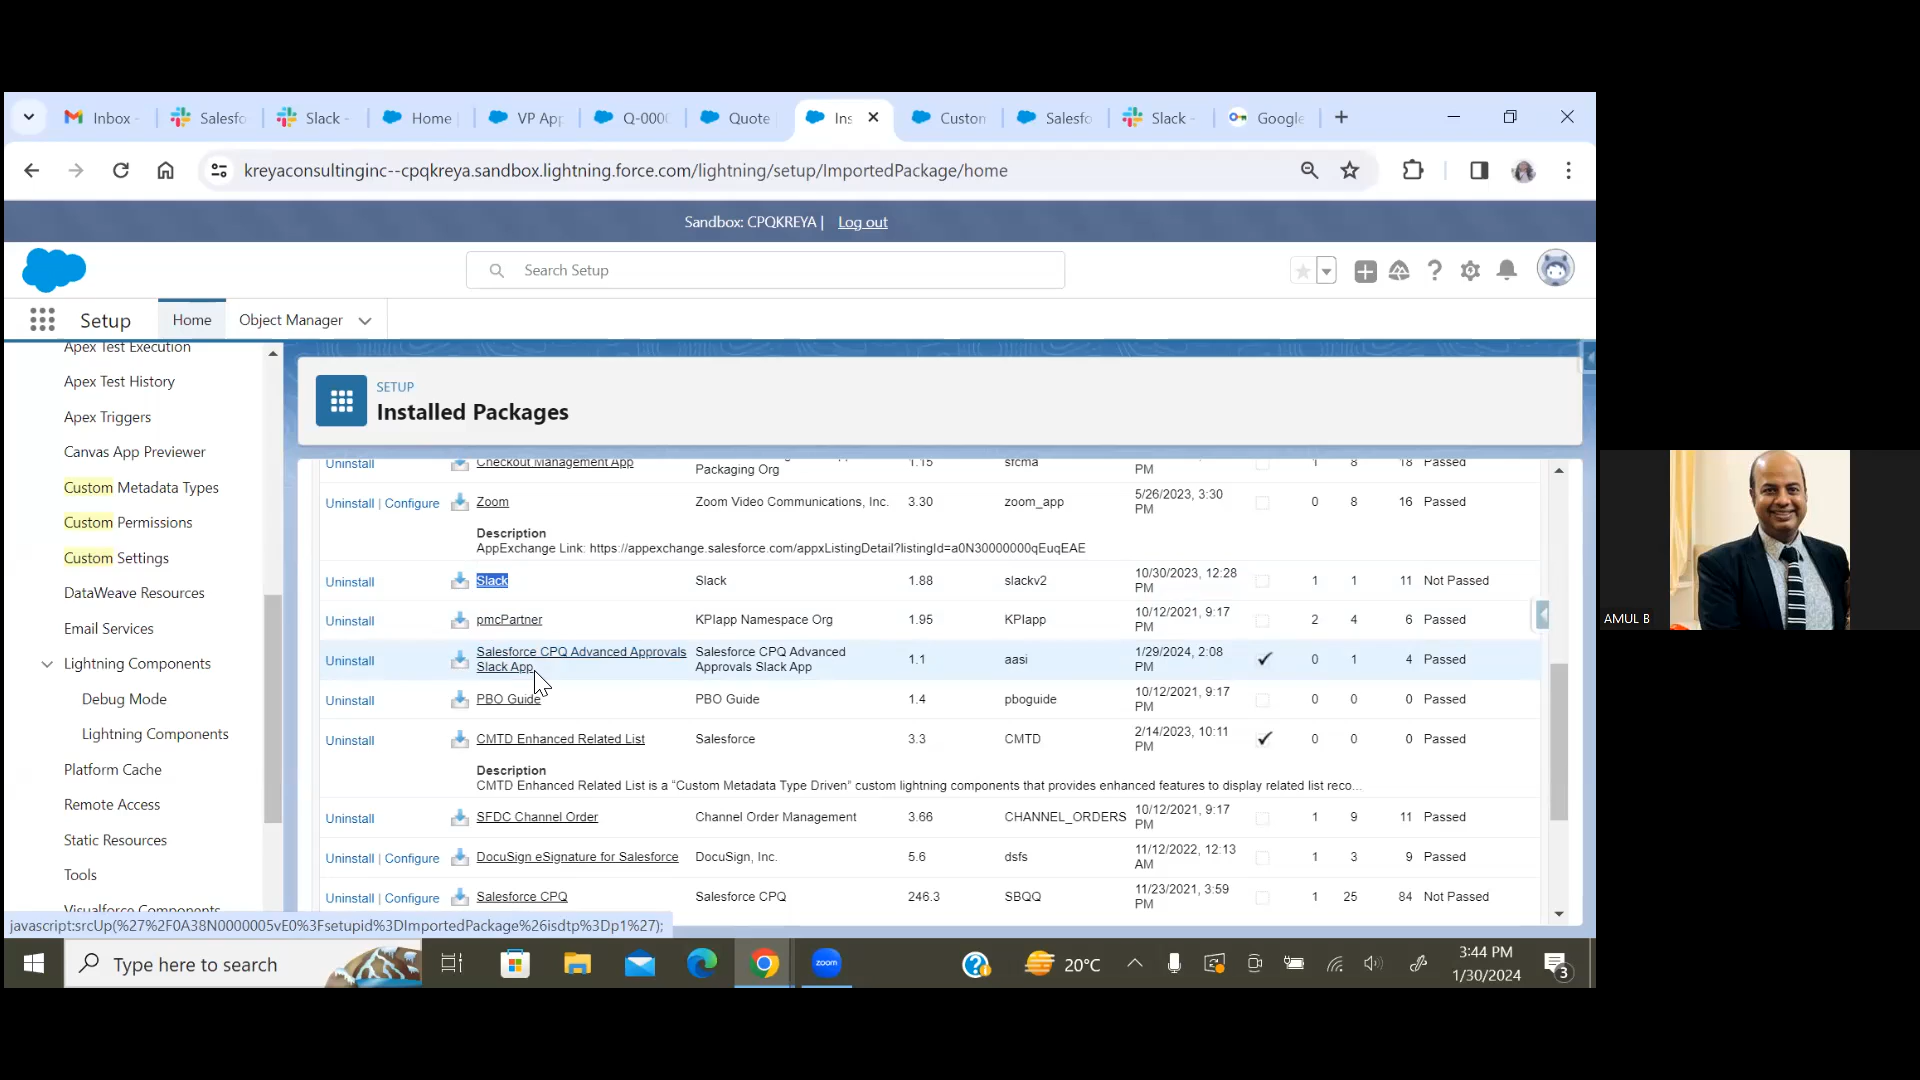 Inbox
Salesfo
Slack -
Home
VP App
Q-000
Quote
Ins
Custon
Salesfo
Slack -
Google
kreyaconsultinginc--cpqkreya.sandbox.lightning.force.com/lightning/setup/ImportedPackage/home
Sandbox: CPQKREYA | Log out
Search Setup
Setup Home Object Manager
Apex Test Execution
Apex Test History
Apex Triggers
Canvas App Previewer
Custom Metadata Types
Custom Permissions
Custom Settings
DataWeave Resources
Email Services
Lightning Components
Debug Mode
Lightning Components
Platform Cache
Remote Access
Static Resources
Tools
Visualforce Components
SETUP
Installed Packages
Uninstall Checkout Management App Packaging Org 1.15 sfcma PM 1 8 18 Passed
Uninstall | Configure Zoom Zoom Video Communications, Inc. 3.30 zoom_app 5/26/2023, 3:30 PM 0 8 16 Passed
Description
AppExchange Link: https://appexchange.salesforce.com/appxListingDetail?listingId=a0N30000000qEuqEAE
Uninstall Slack Slack 1.88 slackv2 10/30/2023, 12:28 PM 1 1 11 Not Passed
Uninstall pmcPartner KPIapp Namespace Org 1.95 KPIapp 10/12/2021, 9:17 PM 2 4 6 Passed
Uninstall Salesforce CPQ Advanced Approvals Slack App Salesforce CPQ Advanced Approvals Slack App 1.1 aasi 1/29/2024, 2:08 PM 0 1 4 Passed
Uninstall PBO Guide PBO Guide 1.4 pboguide 10/12/2021, 9:17 PM 0 0 0 Passed
Uninstall CMTD Enhanced Related List Salesforce 3.3 CMTD 2/14/2023, 10:11 PM 0 0 0 Passed
Description
CMTD Enhanced Related List is a "Custom Metadata Type Driven" custom lightning components that provides enhanced features to display related list reco...
Uninstall SFDC Channel Order Channel Order Management 3.66 CHANNEL_ORDERS 10/12/2021, 9:17 PM 1 9 11 Passed
Uninstall | Configure DocuSign eSignature for Salesforce DocuSign, Inc. 5.6 dsfs 11/12/2022, 12:13 AM 1 3 9 Passed
Uninstall | Configure Salesforce CPQ Salesforce CPQ 246.3 SBQQ 11/23/2021, 3:59 PM 1 25 84 Not Passed
javascript:srcUp(%27%2F0A38N0000005vE0%3Fsetupid%3DImportedPackage%26isdtp%3Dp1%27);
Type here to search
zoom
20°C
3:44 PM
1/30/2024
3
AMUL B